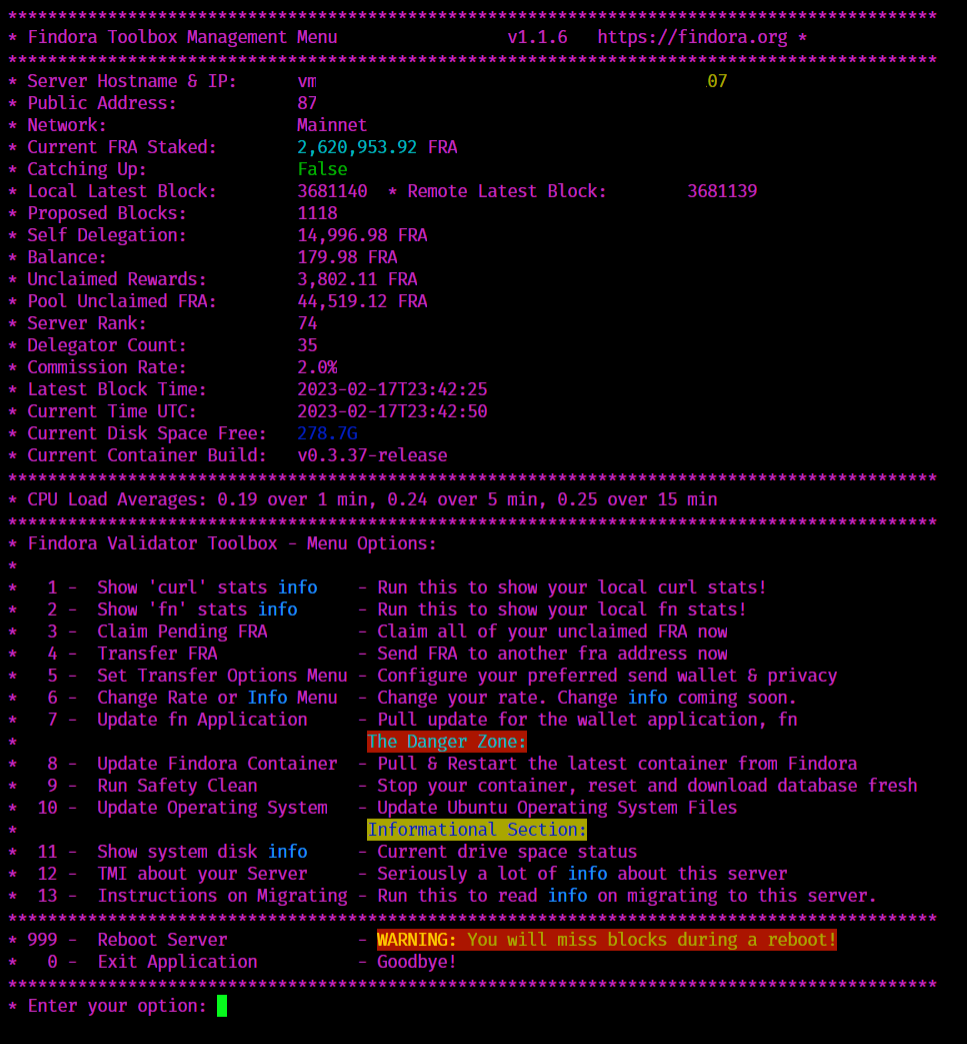 *********************************************************************************************
* Findora Toolbox Management Menu                 v1.1.6   https://findora.org *
*********************************************************************************************
* Server Hostname & IP:      vm                                       07
* Public Address:            87
* Network:                   Mainnet
* Current FRA Staked:        2,620,953.92 FRA
* Catching Up:               False
* Local Latest Block:        3681140  * Remote Latest Block:        3681139
* Proposed Blocks:           1118
* Self Delegation:           14,996.98 FRA
* Balance:                   179.98 FRA
* Unclaimed Rewards:         3,802.11 FRA
* Pool Unclaimed FRA:        44,519.12 FRA
* Server Rank:               74
* Delegator Count:           35
* Commission Rate:           2.0%
* Latest Block Time:         2023-02-17T23:42:25
* Current Time UTC:          2023-02-17T23:42:50
* Current Disk Space Free:   278.7G
* Current Container Build:   v0.3.37-release
*********************************************************************************************
* CPU Load Averages: 0.19 over 1 min, 0.24 over 5 min, 0.25 over 15 min
*********************************************************************************************
* Findora Validator Toolbox - Menu Options:
*
*   1 -  Show 'curl' stats info    - Run this to show your local curl stats!
*   2 -  Show 'fn' stats info      - Run this to show your local fn stats!
*   3 -  Claim Pending FRA         - Claim all of your unclaimed FRA now
*   4 -  Transfer FRA              - Send FRA to another fra address now
*   5 -  Set Transfer Options Menu - Configure your preferred send wallet & privacy
*   6 -  Change Rate or Info Menu  - Change your rate. Change info coming soon.
*   7 -  Update fn Application     - Pull update for the wallet application, fn
*                                   The Danger Zone:
*   8 -  Update Findora Container  - Pull & Restart the latest container from Findora
*   9 -  Run Safety Clean          - Stop your container, reset and download database fresh
*  10 -  Update Operating System   - Update Ubuntu Operating System Files
*                                   Informational Section:
*  11 -  Show system disk info     - Current drive space status
*  12 -  TMI about your Server     - Seriously a lot of info about this server
*  13 -  Instructions on Migrating - Run this to read info on migrating to this server.
*********************************************************************************************
* 999 -  Reboot Server             - WARNING: You will miss blocks during a reboot!
*   0 -  Exit Application          - Goodbye!
*********************************************************************************************
* Enter your option: